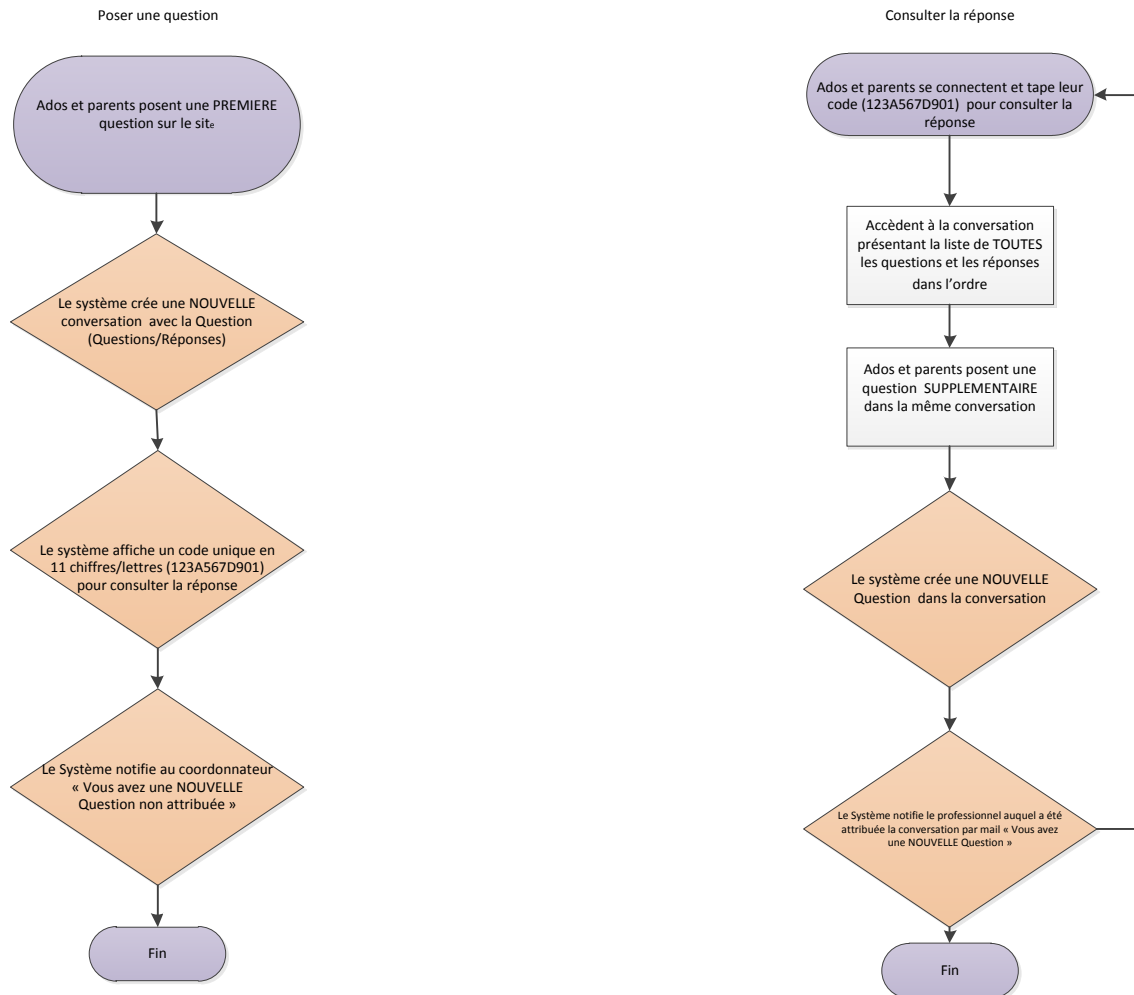 Poser une question
Ados et parents posent une PREMIERE
question sur le site
Le système crée une NOUVELLE
conversation avec la Question
(Questions/Réponses)
Le système affiche un code unique en
11 chiffres/lettres (123A567D901)
pour consulter la réponse
Le Système notifie au coordonnateur
« Vous avez une NOUVELLE
Question non attribuée »
Fin
Consulter la réponse
Ados et parents se connectent et tape leur
code (123A567D901) pour consulter la
réponse
Accèdent à la conversation
présentant la liste de TOUTES
les questions et les réponses
dans l’ordre
Ados et parents posent une
question SUPPLEMENTAIRE
dans la même conversation
Le système crée une NOUVELLE
Question dans la conversation
Le Système notifie le professionnel auquel a été
attribuée la conversation par mail « Vous avez
une NOUVELLE Question »
Fin